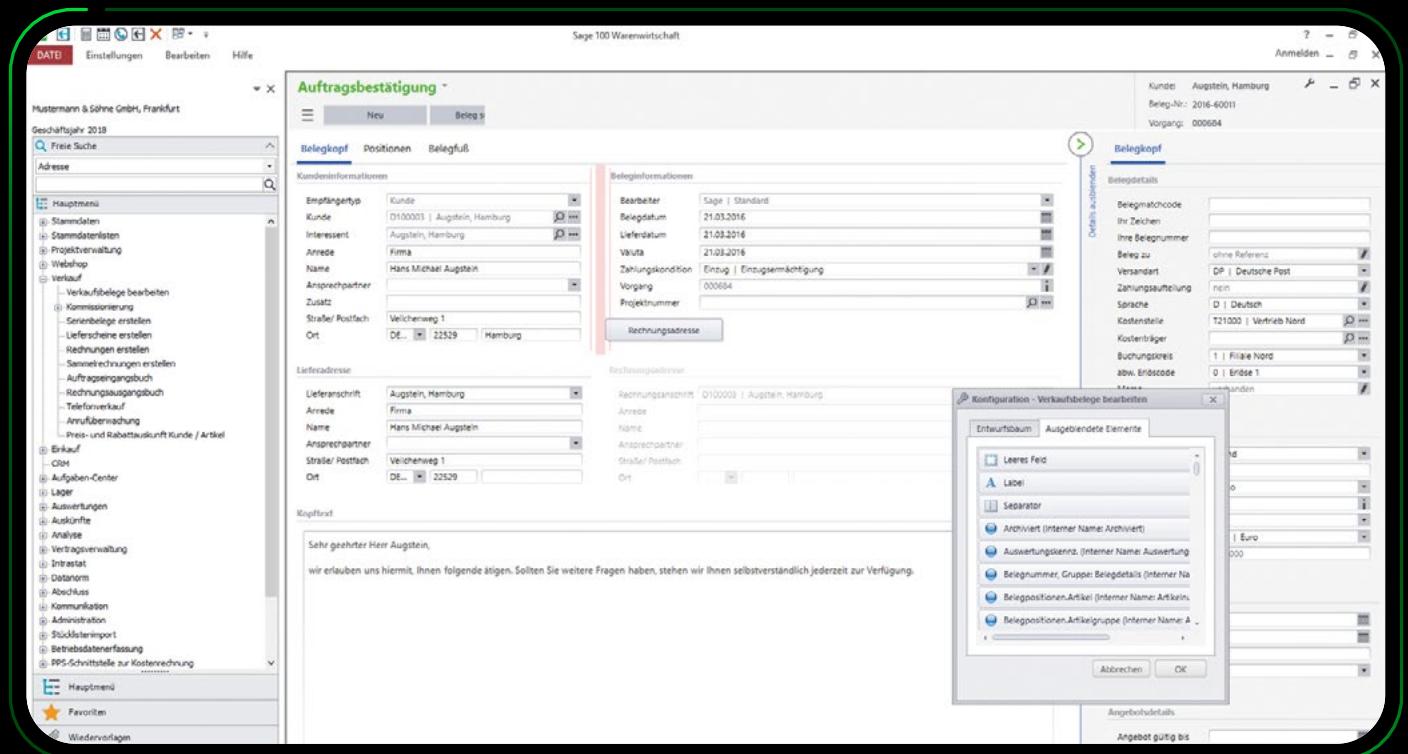 Sage 100 Warenwirtschaft
?
DATEI Einstellungen Bearbeiten Hilfe
Anmelden
Mustermann & Söhne GmbH, Frankfurt
Geschäftsjahr 2018
Freie Suche
Adresse
Hauptmenü
Stammdaten
Stammdatenlisten
Projektverwaltung
Webshop
Verkauf
Verkaufsbelege bearbeiten
Kommissionierung
Serienbelege erstellen
Lieferscheine erstellen
Rechnungen erstellen
Sammelrechnungen erstellen
Auftragseingangsbuch
Rechnungsausgangsbuch
Telefonverkauf
Anrufüberwachung
Preis- und Rabattauskunft Kunde / Artikel
Einkauf
CRM
Aufgaben-Center
Lager
Auswertungen
Auskünfte
Analyse
Vertragsverwaltung
Intrastat
Datanorm
Abschluss
Kommunikation
Administration
Stücklistenimport
Betriebsdatenerfassung
PPS-Schnittstelle zur Kostenrechnung
Hauptmenü
Favoriten
Wiedervorlagen
Auftragsbestätigung
Neu Beleg s
Kunde: Augstein, Hamburg
Beleg-Nr.: 2016-60011
Vorgang: 000684
Belegkopf Positionen Belegfuß
Kundeninformationen
Empfängertyp Kunde
Kunde D100003 | Augstein, Hamburg
Interessent Augstein, Hamburg
Anrede Firma
Name Hans Michael Augstein
Ansprechpartner
Zusatz
Straße/ Postfach Veilchenweg 1
Ort DE... 22529 Hamburg
Beleginformationen
Bearbeiter Sage | Standard
Belegdatum 21.03.2016
Lieferdatum 21.03.2016
Valuta 21.03.2016
Zahlungskondition Einzug | Einzugsermächtigung
Vorgang 000684
Projektnummer
Rechnungsadresse
Lieferadresse
Lieferanschrift Augstein, Hamburg
Anrede Firma
Name Hans Michael Augstein
Ansprechpartner
Straße/ Postfach Veilchenweg 1
Ort DE... 22529
Rechnungsadresse
Rechnungsanschrift D100003 | Augstein, Hamburg
Anrede
Name
Ansprechpartner
Straße/ Postfach
Ort
Kopftext
Sehr geehrter Herr Augstein,
wir erlauben uns hiermit, Ihnen folgende ätigen. Sollten Sie weitere Fragen haben, stehen wir Ihnen selbstverständlich jederzeit zur Verfügung.
Details ausblenden
Belegkopf
Belegdetails
Belegmatchcode
Ihr Zeichen
Ihre Belegnummer
Beleg zu ohne Referenz
Versandart DP | Deutsche Post
Zahlungsaufteilung nein
Sprache D | Deutsch
Kostenstelle T21000 | Vertrieb Nord
Kostenträger
Buchungskreis 1 | Filiale Nord
abw. Erlöscode 0 | Erlöse 1
| Euro
000
Angebotsdetails
Angebot gültig bis
Konfiguration - Verkaufsbelege bearbeiten
Entwurfsbaum Ausgeblendete Elemente
Leeres Feld
Label
Separator
Archiviert (Interner Name: Archiviert)
Auswertungskennz. (Interner Name: Auswertung
Belegnummer, Gruppe: Belegdetails (Interner Na
Belegpositionen.Artikel (Interner Name: Artikelnu
Belegpositionen.Artikelgruppe (Interner Name: A
Abbrechen OK